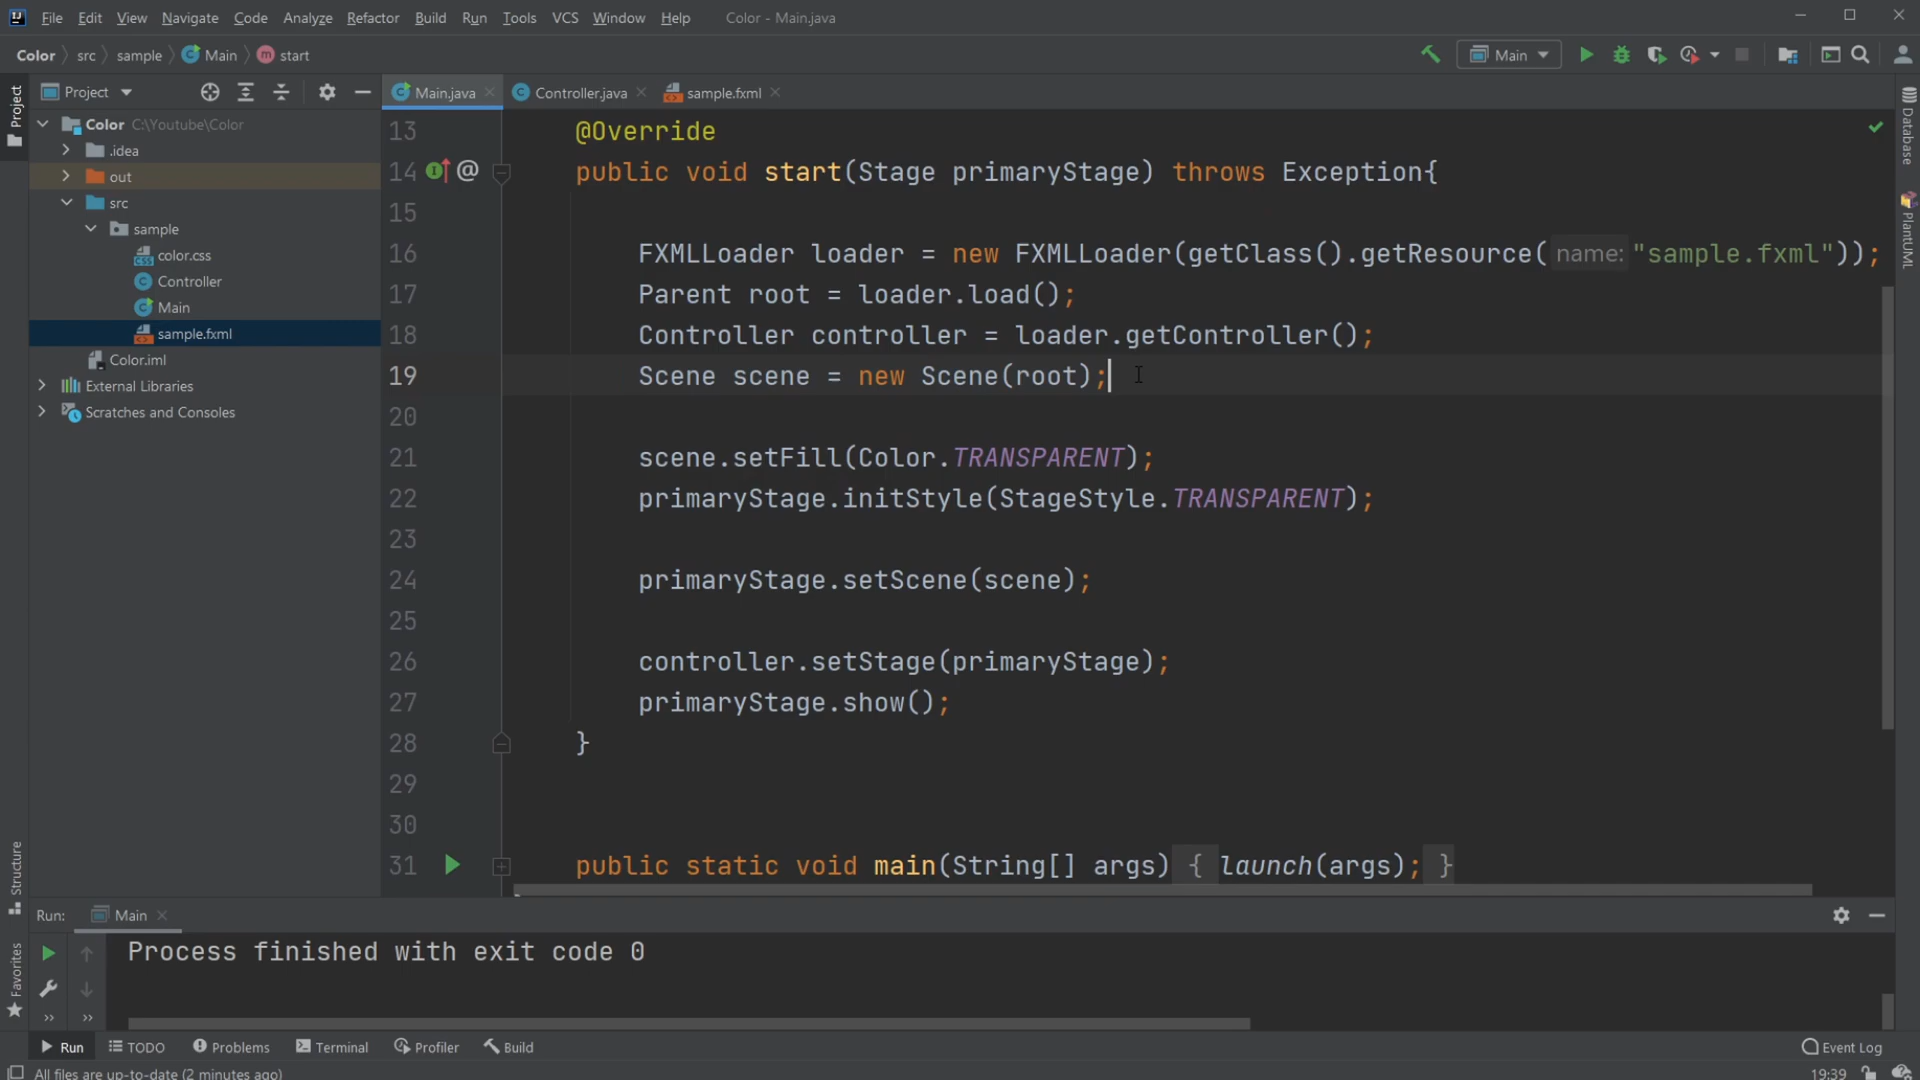 File Edit View Navigate Code Analyze Refactor Build Run Tools VCS Window Help Color - Main.java
Color src sample Main start Main
Project Main.java Controller.java sample.fxml
Project
Color C:\Youtube\Color
.idea
out
src
sample
color.css
Controller
Main
sample.fxml
Color.iml
External Libraries
Scratches and Consoles
13 @Override
14 @ public void start(Stage primaryStage) throws Exception{
15
16 FXMLLoader loader = new FXMLLoader(getClass().getResource( name: "sample.fxml"));
17 Parent root = loader.load();
18 Controller controller = loader.getController();
19 Scene scene = new Scene(root);
20
21 scene.setFill(Color.TRANSPARENT);
22 primaryStage.initStyle(StageStyle.TRANSPARENT);
23
24 primaryStage.setScene(scene);
25
26 controller.setStage(primaryStage);
27 primaryStage.show();
28 }
29
30
31 public static void main(String[] args) { launch(args); }
Database
PlantUML
Structure
Favorites
Run: Main
Process finished with exit code 0
Run TODO Problems Terminal Profiler Build Event Log
All files are up-to-date (2 minutes ago) 19:39